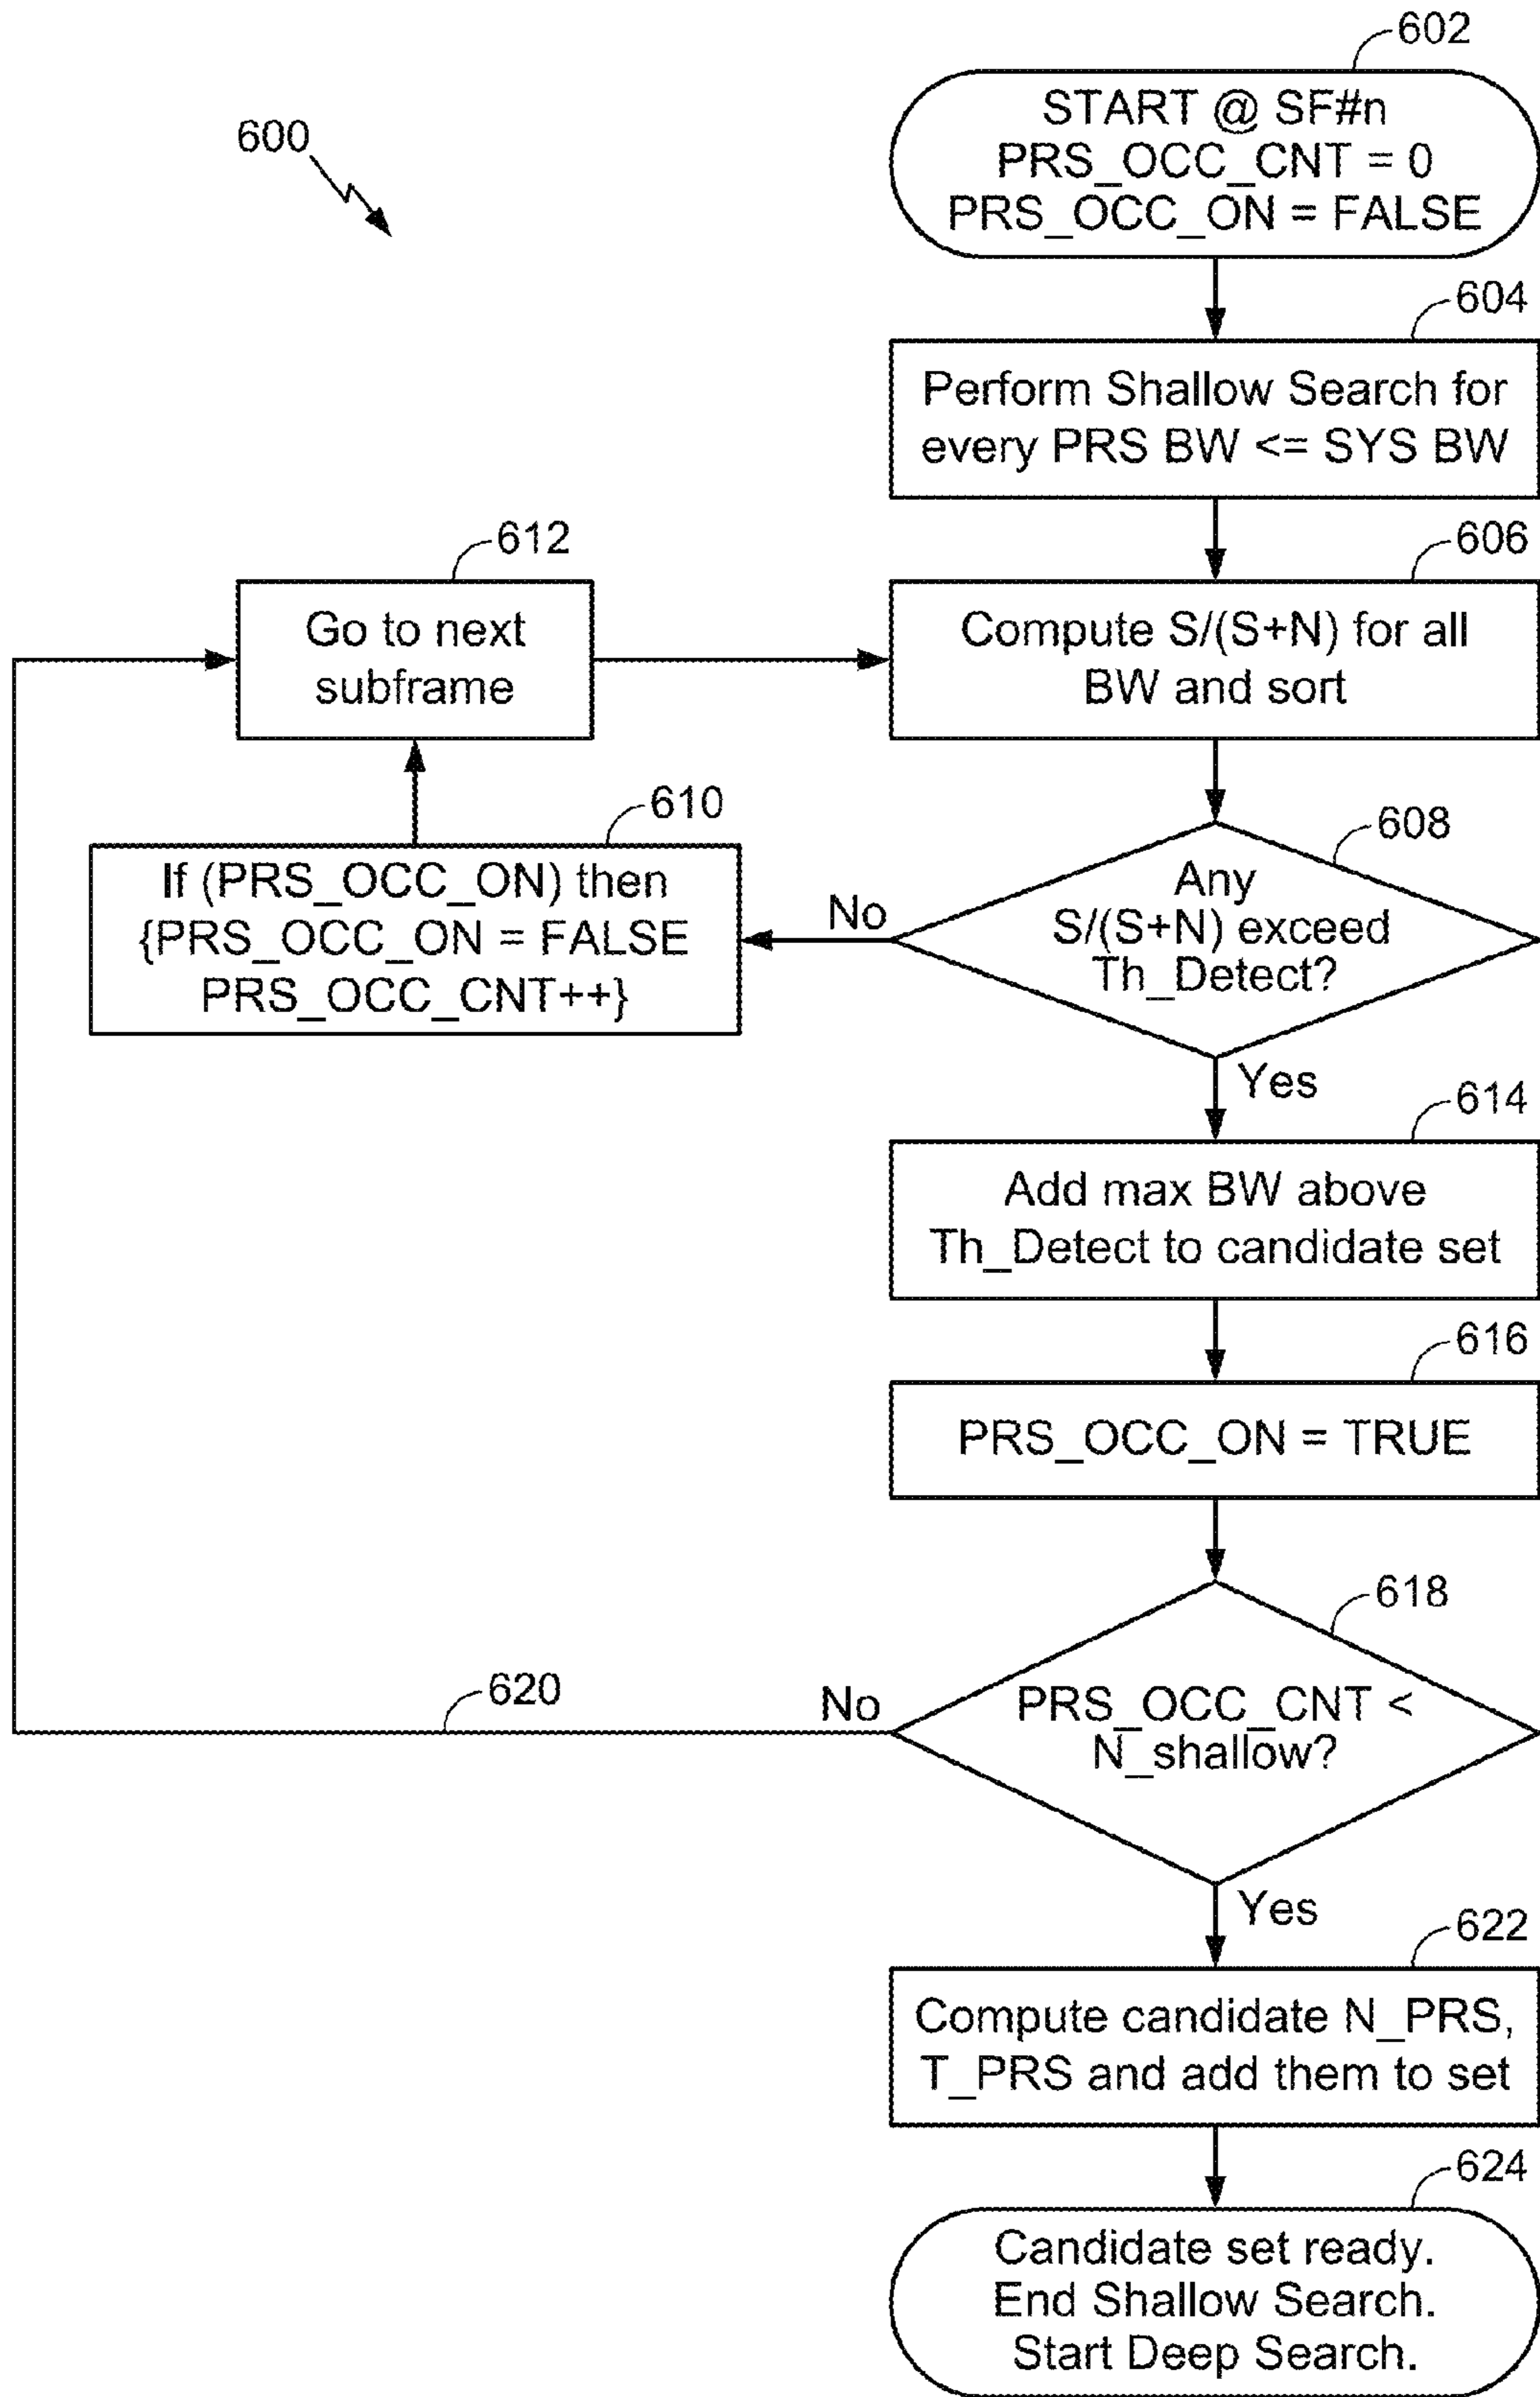 602
START @ SF#n
PRS_OCC_CNT = 0
PRS_OCC_ON = FALSE
600
604
Perform Shallow Search for
every PRS BW <= SYS BW
612
Go to next
subframe
606
Compute S/(S+N) for all
BW and sort
610
If (PRS_OCC_ON) then
{PRS_OCC_ON = FALSE
PRS_OCC_CNT++}
608
Any
S/(S+N) exceed
Th_Detect?
No
Yes
614
Add max BW above
Th_Detect to candidate set
616
PRS_OCC_ON = TRUE
618
PRS_OCC_CNT <
N_shallow?
620
No
Yes
622
Compute candidate N_PRS,
T_PRS and add them to set
624
Candidate set ready.
End Shallow Search.
Start Deep Search.